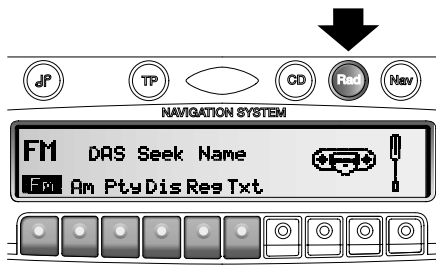 TP CD Rad Nav
NAVIGATION SYSTEM
FM DAS Seek Name
Fm Am Pty Dis Reg Txt